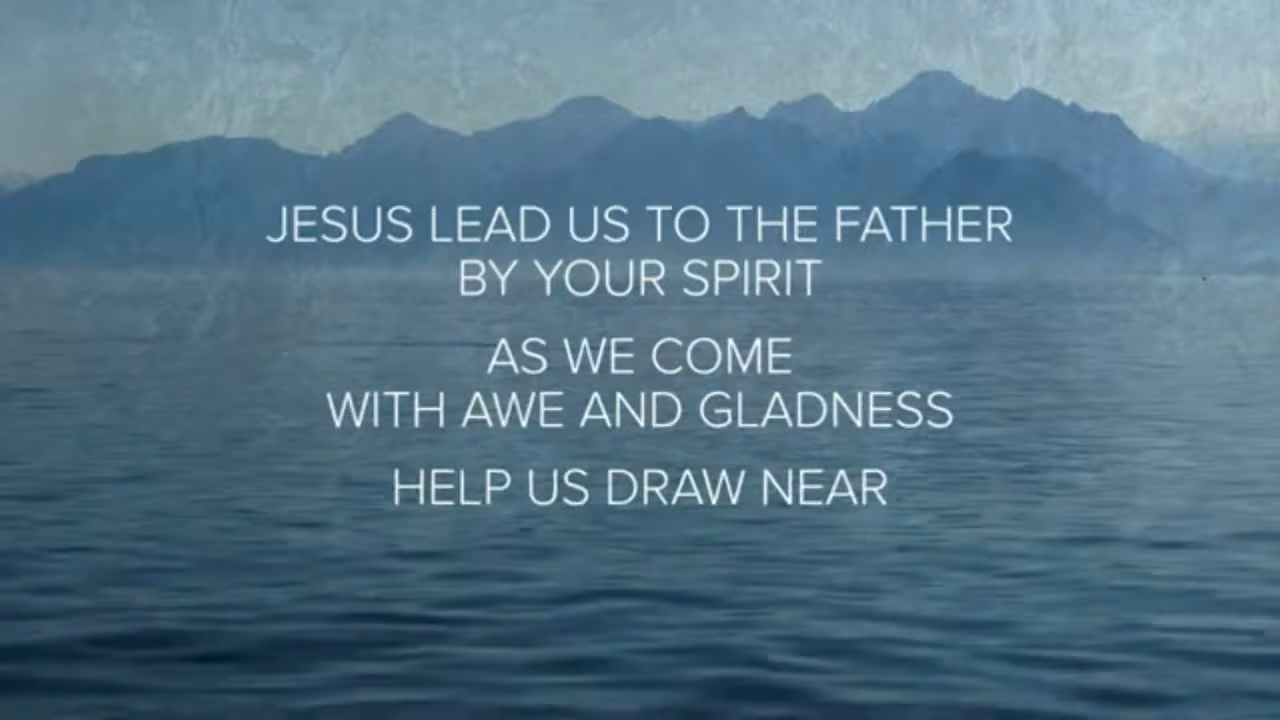 JESUS LEAD US TO THE FATHER
BY YOUR SPIRIT
AS WE COME
WITH AWE AND GLADNESS
HELP US DRAW NEAR